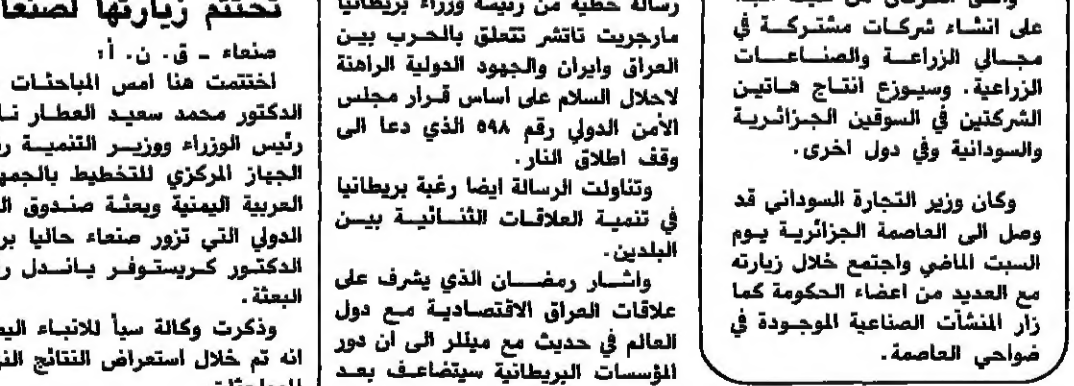 على انشاء شركات مشتركة في
مجالي الزراعة والصناعات
الزراعية. وسيوزع انتاج هاتين
الشركتين في السوقين الجزائرية
والسودانية وفي دول اخرى.
وكان وزير التجارة السوداني قد
وصل الى العاصمة الجزائرية يوم
السبت الماضي واجتمع خلال زيارته
مع العديد من اعضاء الحكومة كما
زار المنشآت الصناعية الموجودة في
ضواحي العاصمة.
رسالة خطية من رئيسة وزراء بريطانيا
مارجريت تاتشر تتعلق بالحرب بين
العراق وايران والجهود الدولية الراهنة
لاحلال السلام على أساس قرار مجلس
الأمن الدولي رقم ٥٩٨ الذي دعا الى
وقف اطلاق النار.
وتناولت الرسالة ايضا رغبة بريطانيا
في تنمية العلاقات الثنائية بين
البلدين.
واشار رمضان الذي يشرف على
علاقات العراق الاقتصادية مع دول
العالم في حديث مع ميللر الى ان دور
المؤسسات البريطانية سيتضاعف بعد
تختتم زيارتها لصنعا
صنعاء - ق. ن. أ:
اختتمت هنا امس المباحثات
الدكتور محمد سعيد العطار نا
رئيس الوزراء ووزير التنمية ر
الجهاز المركزي للتخطيط بالجمه
العربية اليمنية وبعثة صندوق ال
الدولي التي تزور صنعاء حاليا بر
الدكتور كريستوفر ياندل ر
البعثة.
وذكرت وكالة سبأ للانباء اليم
انه تم خلال استعراض النتائج الن